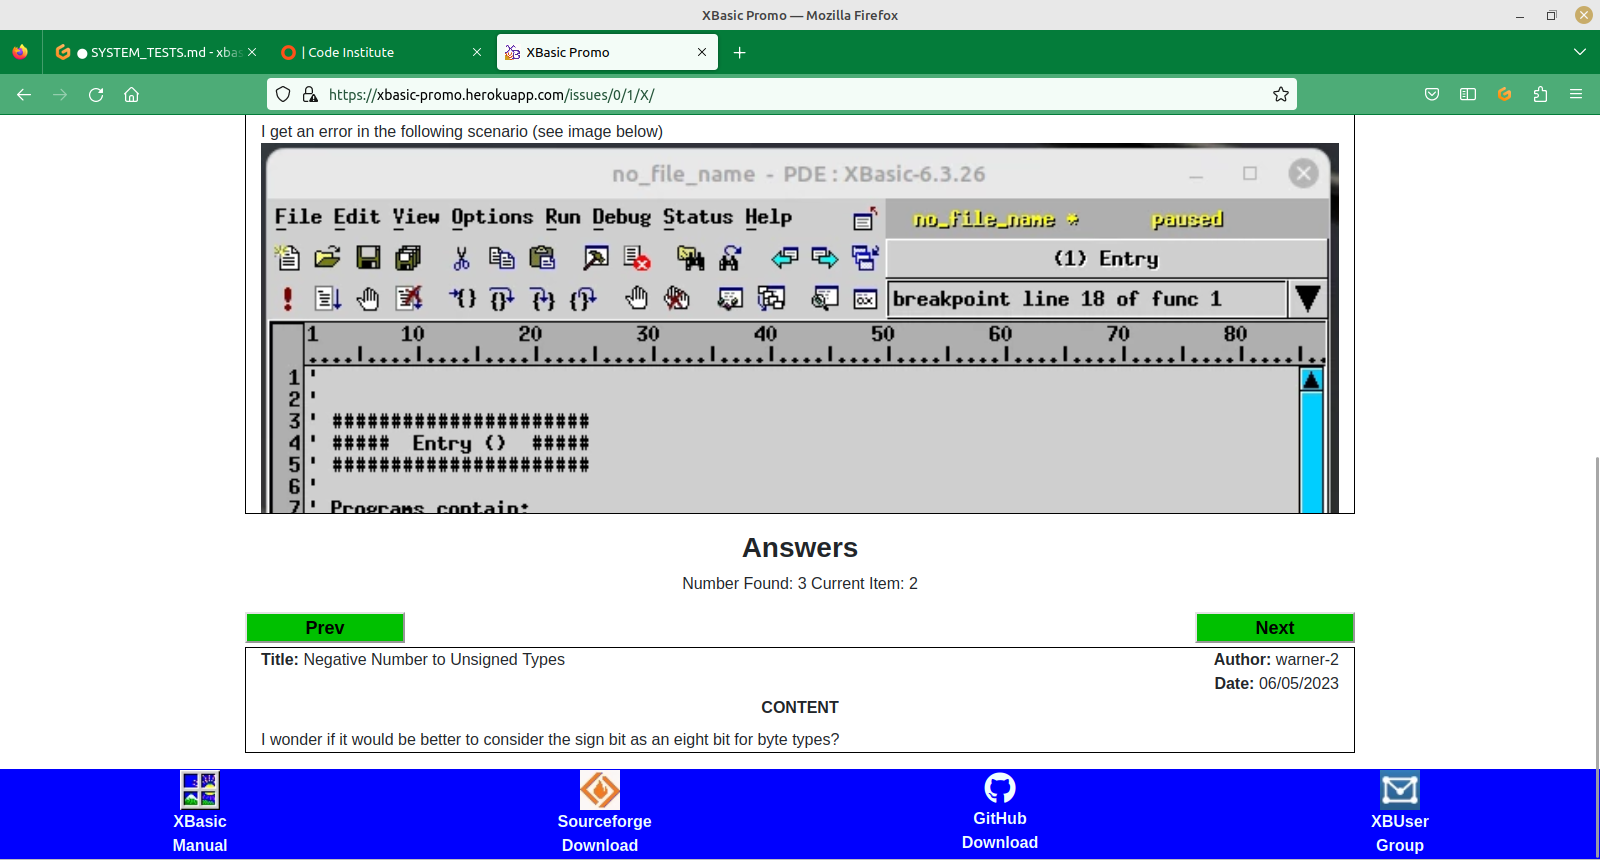 XBasic Promo — Mozilla Firefox
SYSTEM_TESTS.md - xbas
| Code Institute
XBasic Promo
https://xbasic-promo.herokuapp.com/issues/0/1/X/
I get an error in the following scenario (see image below)
no_file_name - PDE : XBasic-6.3.26
File Edit View Options Run Debug Status Help
no_file_name *
paused
(1) Entry
breakpoint line 18 of func 1
1 10 20 30 40 50 60 70 80
1 '
2 '
3 ' ######################
4 ' ##### Entry () #####
5 ' ######################
6 '
7 ' Programs contain:
Answers
Number Found: 3 Current Item: 2
Prev
Next
Title: Negative Number to Unsigned Types
Author: warner-2
Date: 06/05/2023
CONTENT
I wonder if it would be better to consider the sign bit as an eight bit for byte types?
XBasic
Manual
Sourceforge
Download
GitHub
Download
XBUser
Group